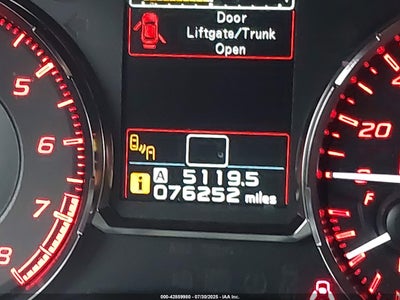 Door
Liftgate/Trunk
Open
5
6
7
8
A
i A 5119.5
076252 miles
20
F
000-42859980 - 07/30/2025 - IAA Inc.